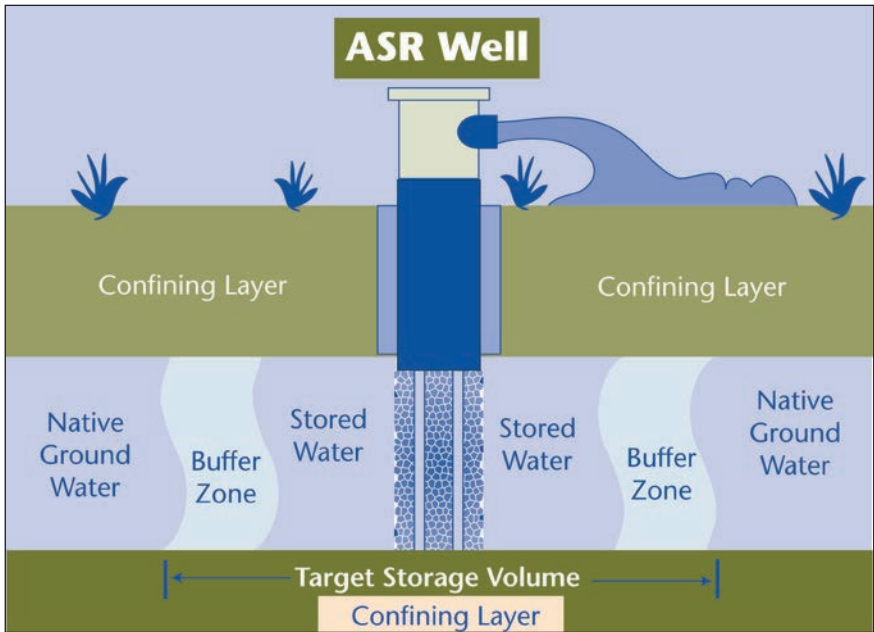 ASR Well
Confining Layer
Confining Layer
Native
Ground
Water
Buffer
Zone
Stored
Water
Stored
Water
Buffer
Zone
Native
Ground
Water
Target Storage Volume
Confining Layer